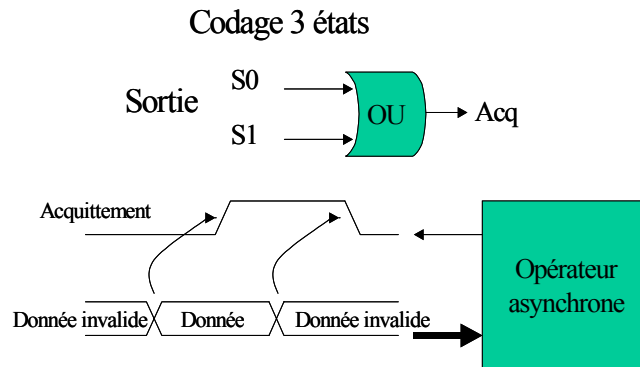 Codage 3 états
S0
Sortie
OU
Acq
S1
Acquittement
Opérateur
asynchrone
Donnée invalide
Donnée
Donnée invalide